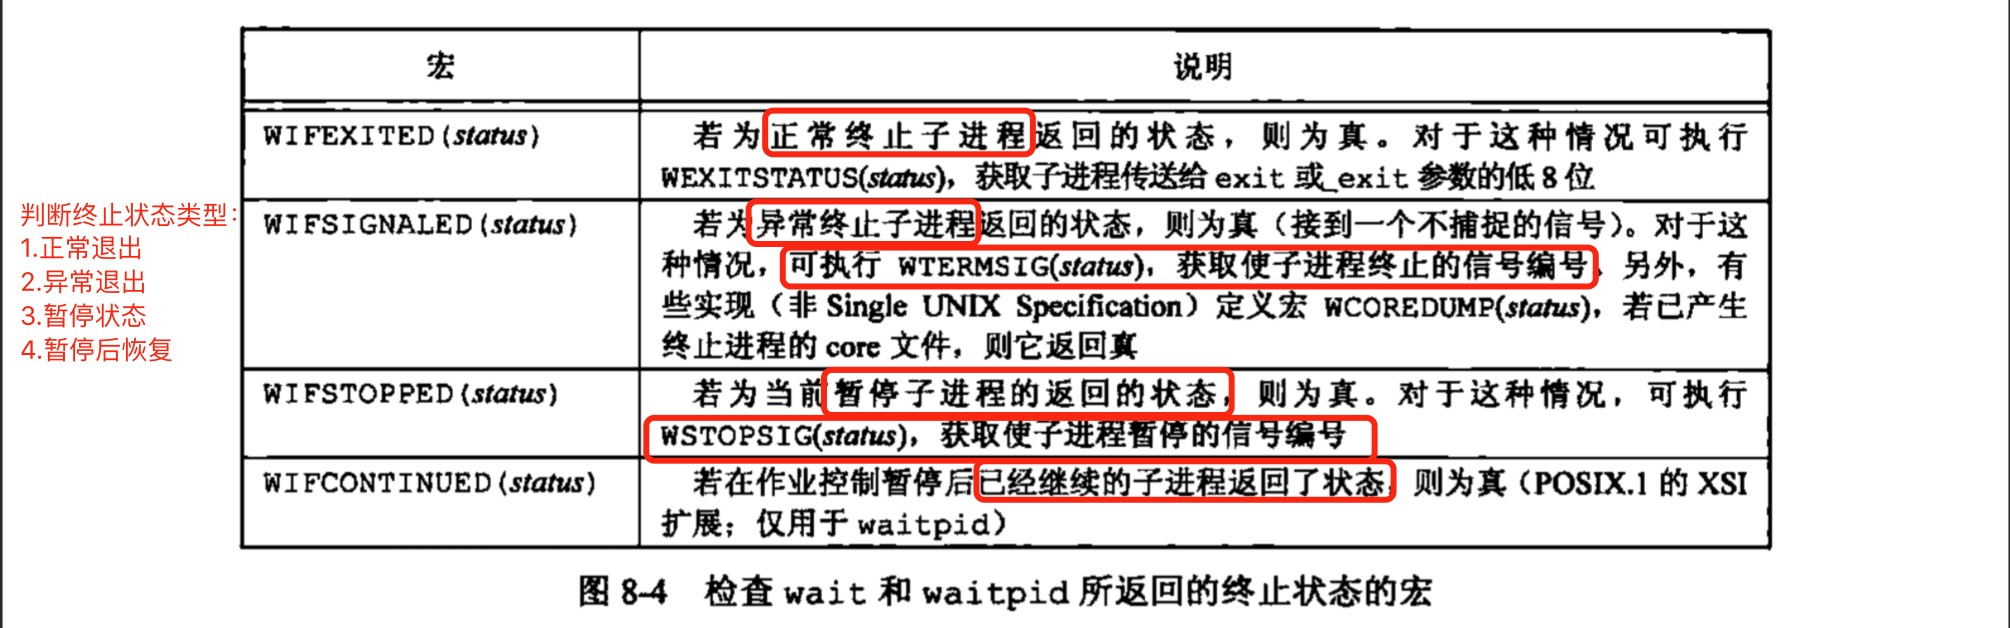 宏
说明
WIFEXITED(status)
若为正常终止子进程返回的状态，则为真。对于这种情况可执行
WEXITSTATUS(status)，获取子进程传送给 exit 或_exit 参数的低 8 位
判断终止状态类型：
1.正常退出
2.异常退出
3.暂停状态
4.暂停后恢复
WIFSIGNALED(status)
若为异常终止子进程返回的状态，则为真（接到一个不捕捉的信号）。对于这
种情况，可执行 WTERMSIG(status)，获取使子进程终止的信号编号。另外，有
些实现（非 Single UNIX Specification）定义宏 WCOREDUMP(status)，若已产生
终止进程的 core 文件，则它返回真
WIFSTOPPED(status)
若为当前暂停子进程的返回的状态，则为真。对于这种情况，可执行
WSTOPSIG(status)，获取使子进程暂停的信号编号
WIFCONTINUED(status)
若在作业控制暂停后已经继续的子进程返回了状态，则为真（POSIX.1 的 XSI
扩展；仅用于 waitpid）
图 8-4 检查 wait 和 waitpid 所返回的终止状态的宏